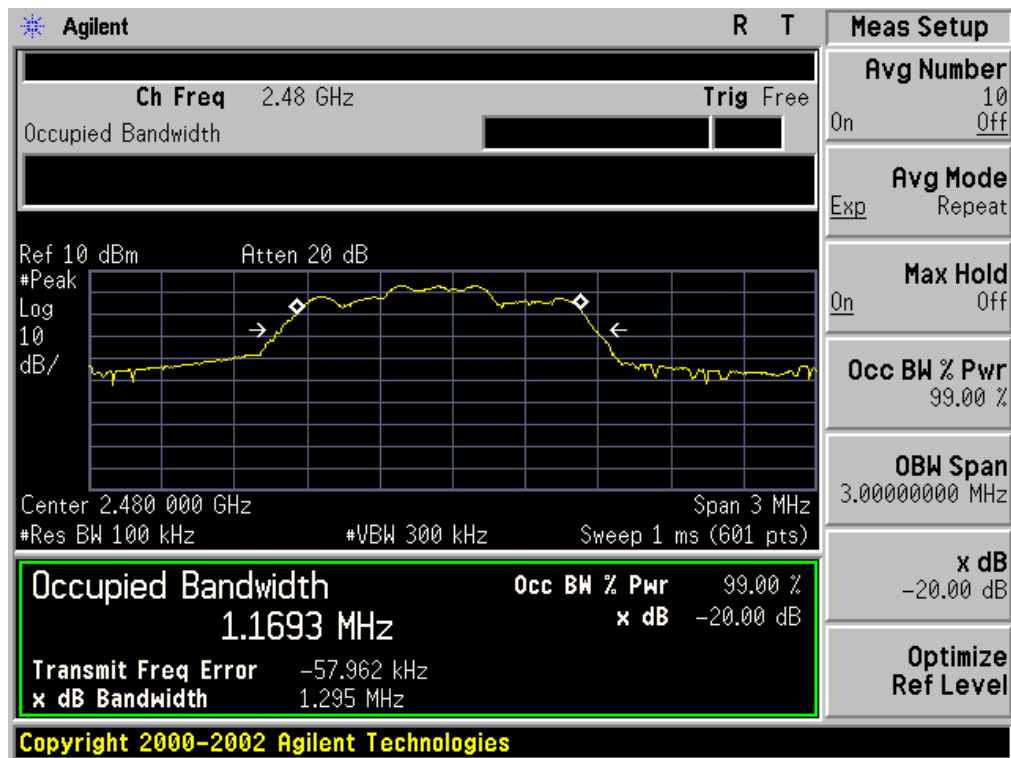 Agilent R T
Ch Freq 2.48 GHz Trig Free
Occupied Bandwidth
Ref 10 dBm Atten 20 dB
#Peak
Log
10
dB/
Center 2.480 000 GHz Span 3 MHz
#Res BW 100 kHz #VBW 300 kHz Sweep 1 ms (601 pts)
Occupied Bandwidth Occ BW % Pwr 99.00 %
1.1693 MHz x dB -20.00 dB
Transmit Freq Error -57.962 kHz
x dB Bandwidth 1.295 MHz
Copyright 2000-2002 Agilent Technologies
Meas Setup
Avg Number
10
On Off
Avg Mode
Exp Repeat
Max Hold
On Off
Occ BW % Pwr
99.00 %
OBW Span
3.00000000 MHz
x dB
-20.00 dB
Optimize
Ref Level